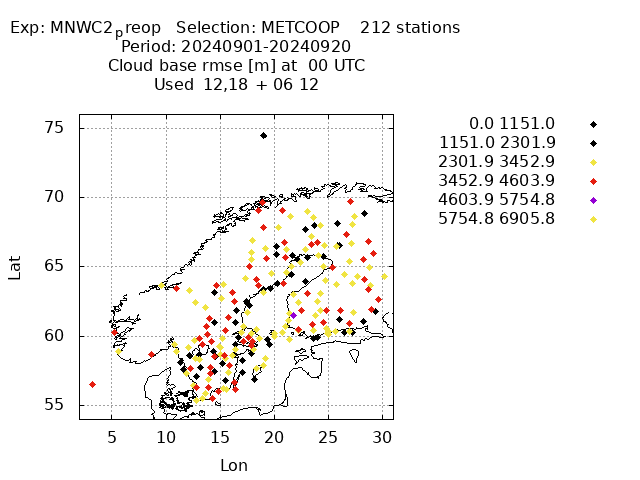 Exp: MNWC2preop   Selection: METCOOP    212 stations
Period: 20240901-20240920
Cloud base rmse [m] at  00 UTC
Used  12,18 + 06 12
0.0 1151.0
1151.0 2301.9
2301.9 3452.9
3452.9 4603.9
4603.9 5754.8
5754.8 6905.8
75
70
65
60
55
Lat
5 10 15 20 25 30
Lon